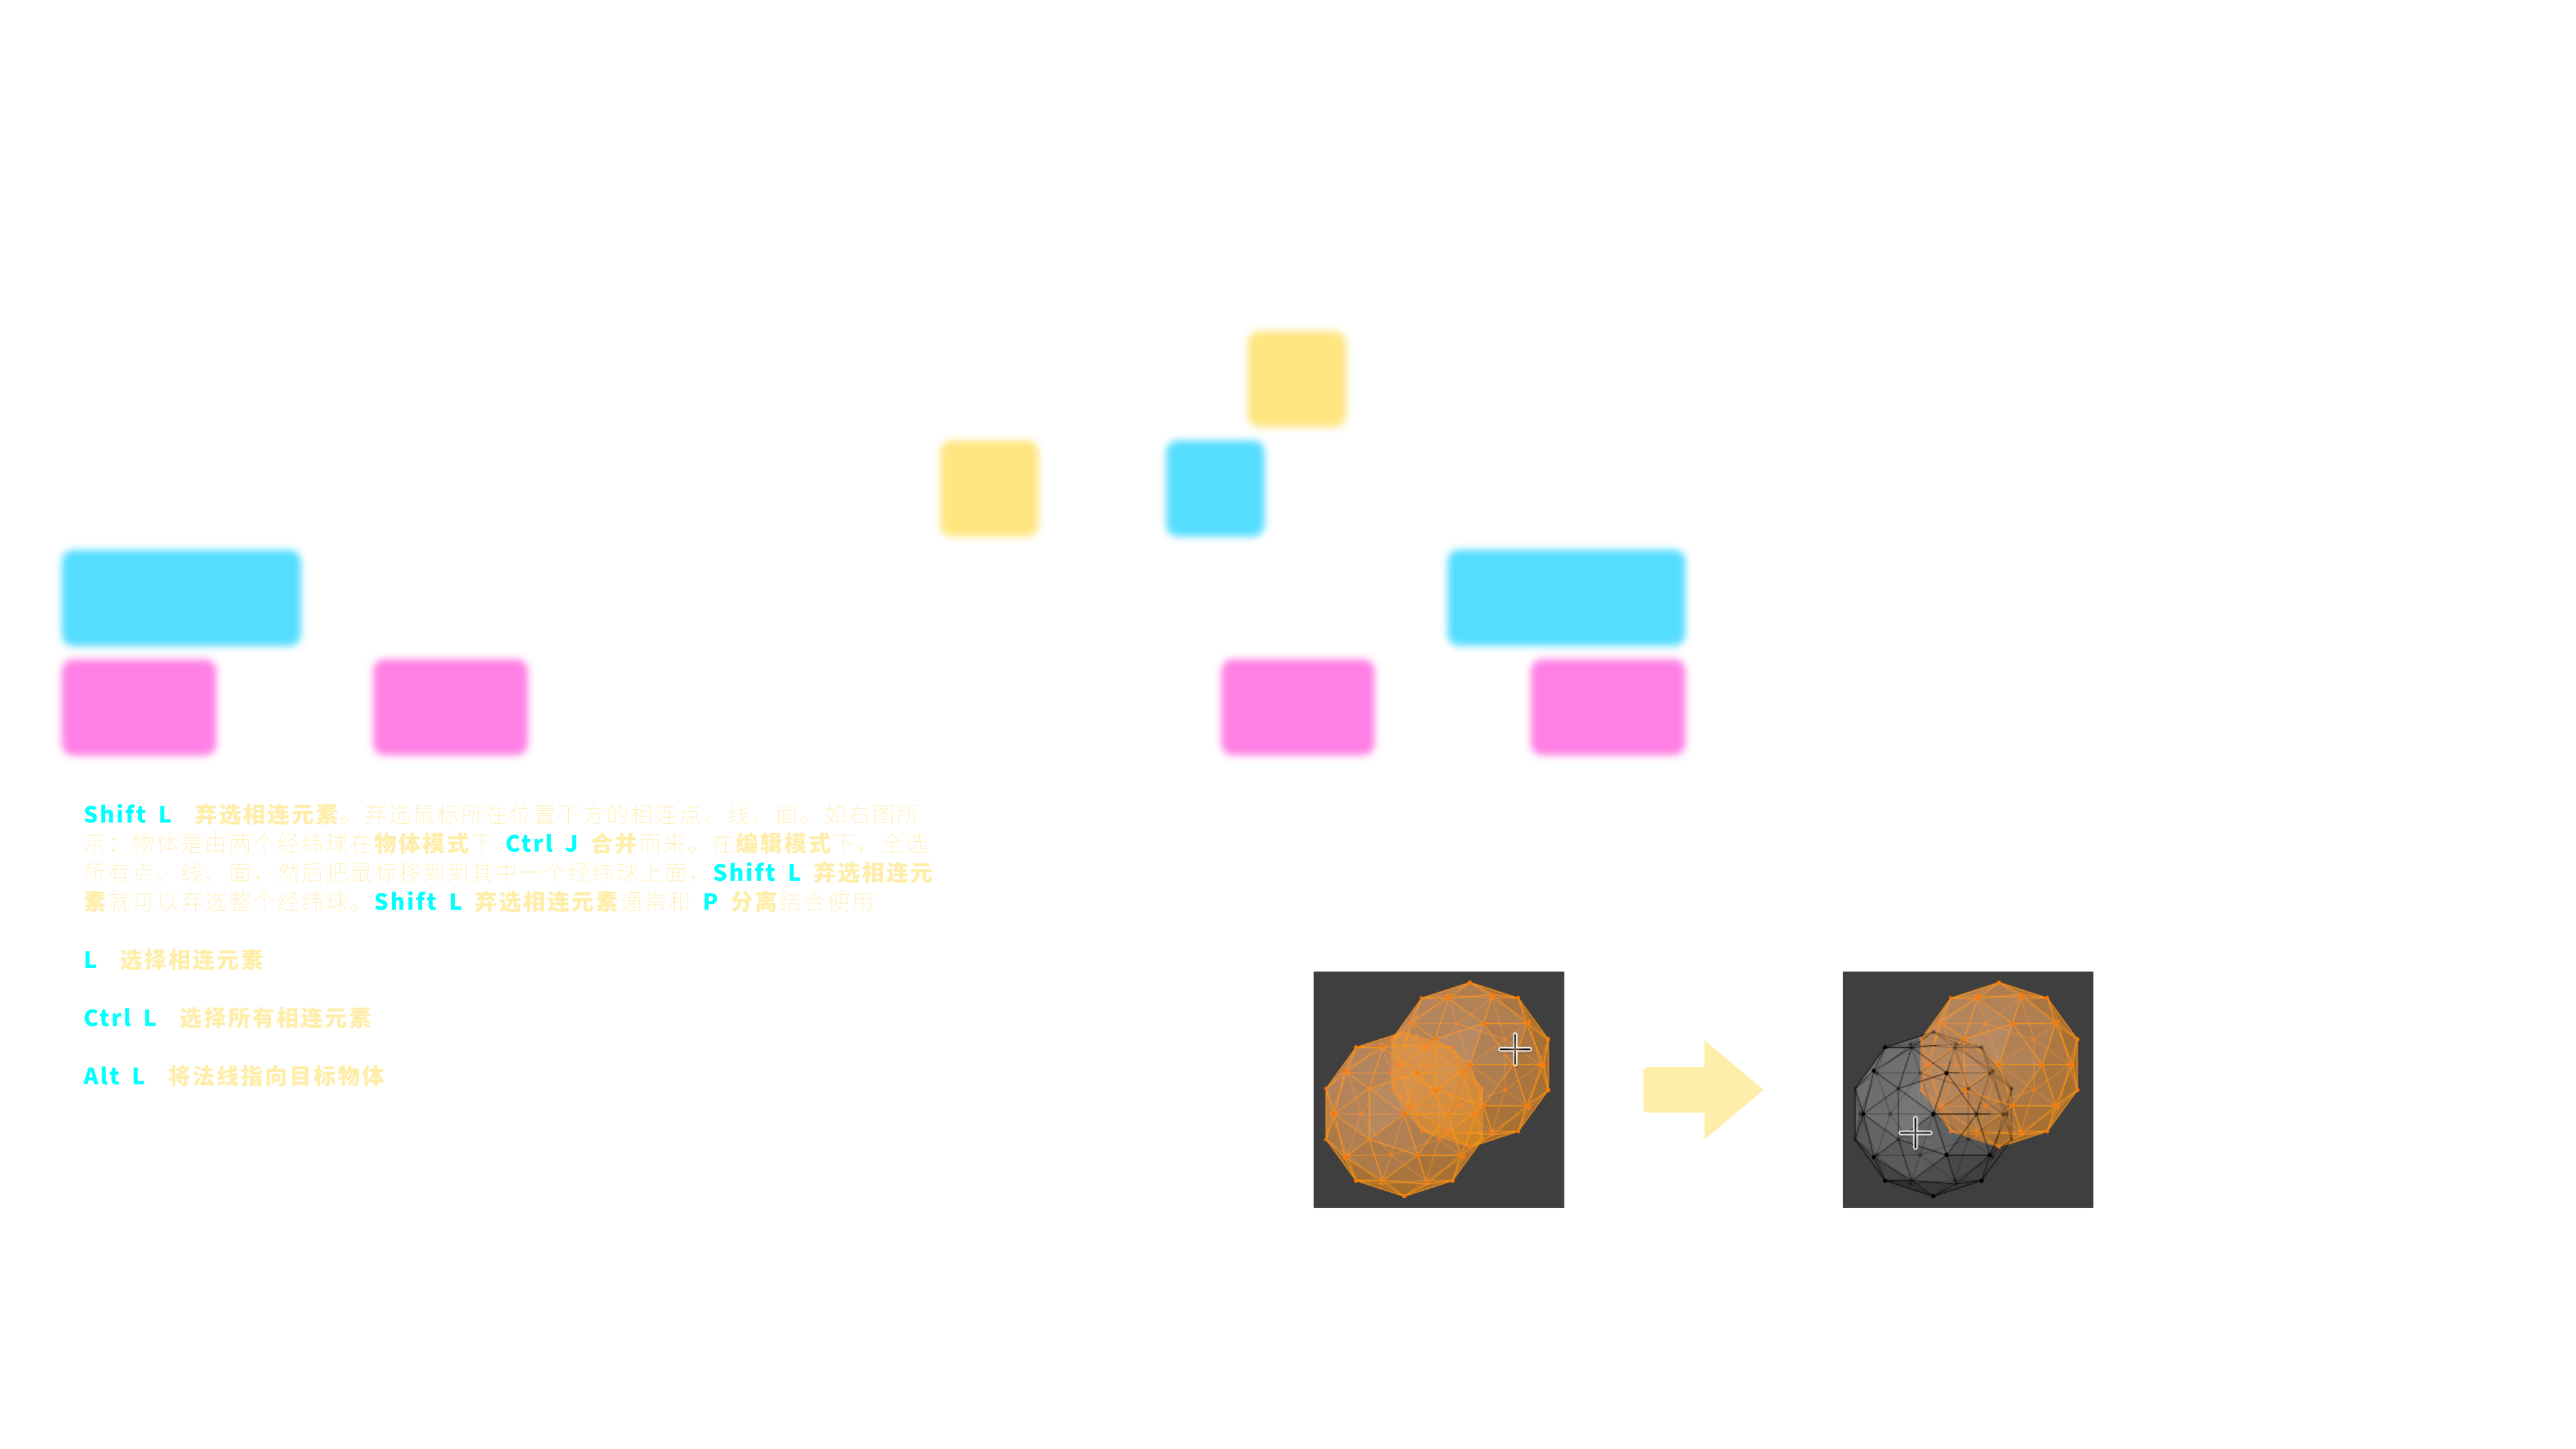 Shift L 弃选相连元素。弃选鼠标所在位置下方的相连点、线、面。如右图所
示：物体是由两个经纬球在物体模式下 Ctrl J 合并而来。在编辑模式下，全选
所有点、线、面，然后把鼠标移到到其中一个经纬球上面，Shift L 弃选相连元
素就可以弃选整个经纬球。Shift L 弃选相连元素通常和 P 分离结合使用
L 选择相连元素
Ctrl L 选择所有相连元素
Alt L 将法线指向目标物体